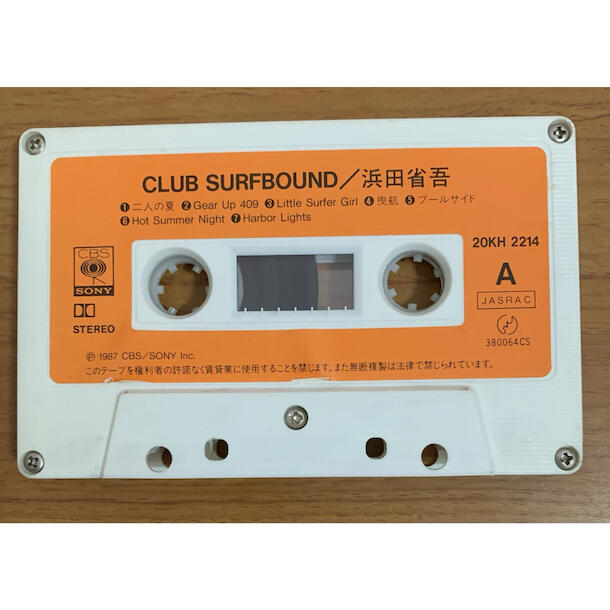 CLUB SURFBOUND/浜田省吾
❶二人の夏 ❷Gear Up 409 ❸Little Surfer Girl ❹曳航 ❺プールサイド
❻Hot Summer Night ❼Harbor Lights
CBS
SONY
STEREO
20KH 2214
A
JASRAC
380064CS
Ⓟ 1987 CBS/SONY Inc.
このテープを権利者の許諾なく賃貸業に使用することを禁じます。また無断複製は法律で禁じられています。